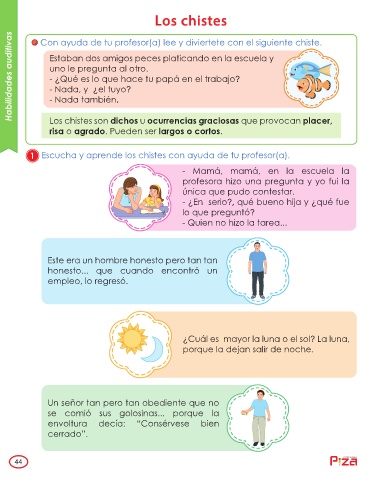 Los chistes
Habilidades auditivas
Con ayuda de tu profesor(a) lee y diviertete con el siguiente chiste.
Estaban dos amigos peces platicando en la escuela y
uno le pregunta al otro.
- ¿Qué es lo que hace tu papá en el trabajo?
- Nada, y ¿el tuyo?
- Nada también.
Los chistes son dichos u ocurrencias graciosas que provocan placer,
risa o agrado. Pueden ser largos o cortos.
1 Escucha y aprende los chistes con ayuda de tu profesor(a).
- Mamá, mamá, en la escuela la
profesora hizo una pregunta y yo fui la
única que pudo contestar.
- ¿En serio?, qué bueno hija y ¿qué fue
lo que preguntó?
- Quien no hizo la tarea...
Este era un hombre honesto pero tan tan
honesto... que cuando encontró un
empleo, lo regresó.
¿Cuál es mayor la luna o el sol? La luna,
porque la dejan salir de noche.
Un señor tan pero tan obediente que no
se comió sus golosinas... porque la
envoltura decía: "Consérvese bien
cerrado".
44